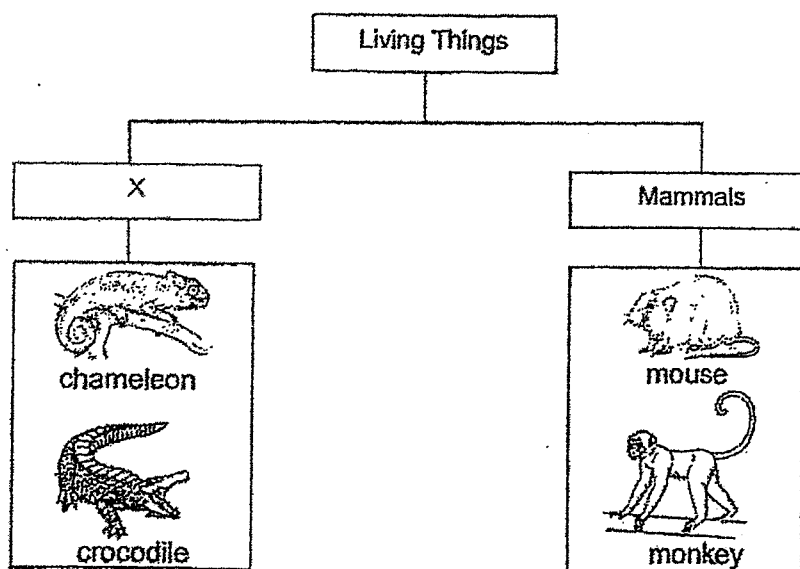 Living Things
X
Mammals
chameleon
mouse
crocodile
monkey